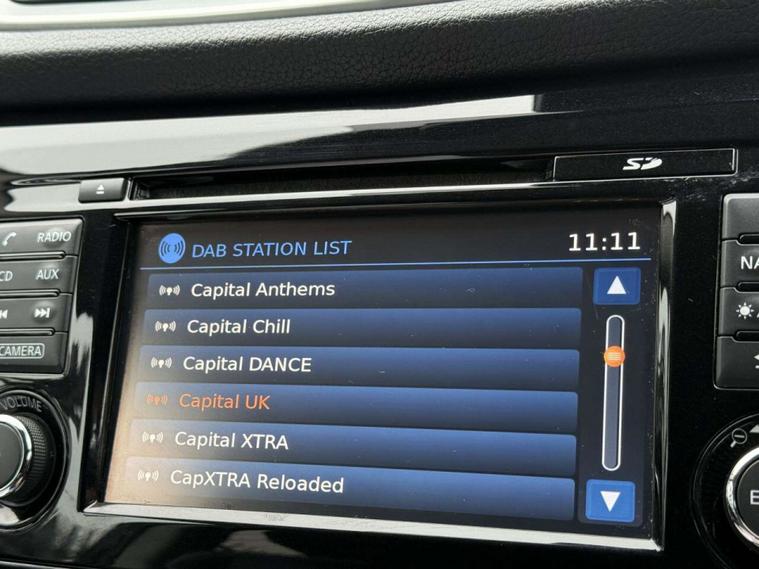 SD
RADIO
CD
AUX
CAMERA
VOLUME
DAB STATION LIST
11:11
Capital Anthems
Capital Chill
Capital DANCE
Capital UK
Capital XTRA
CapXTRA Reloaded